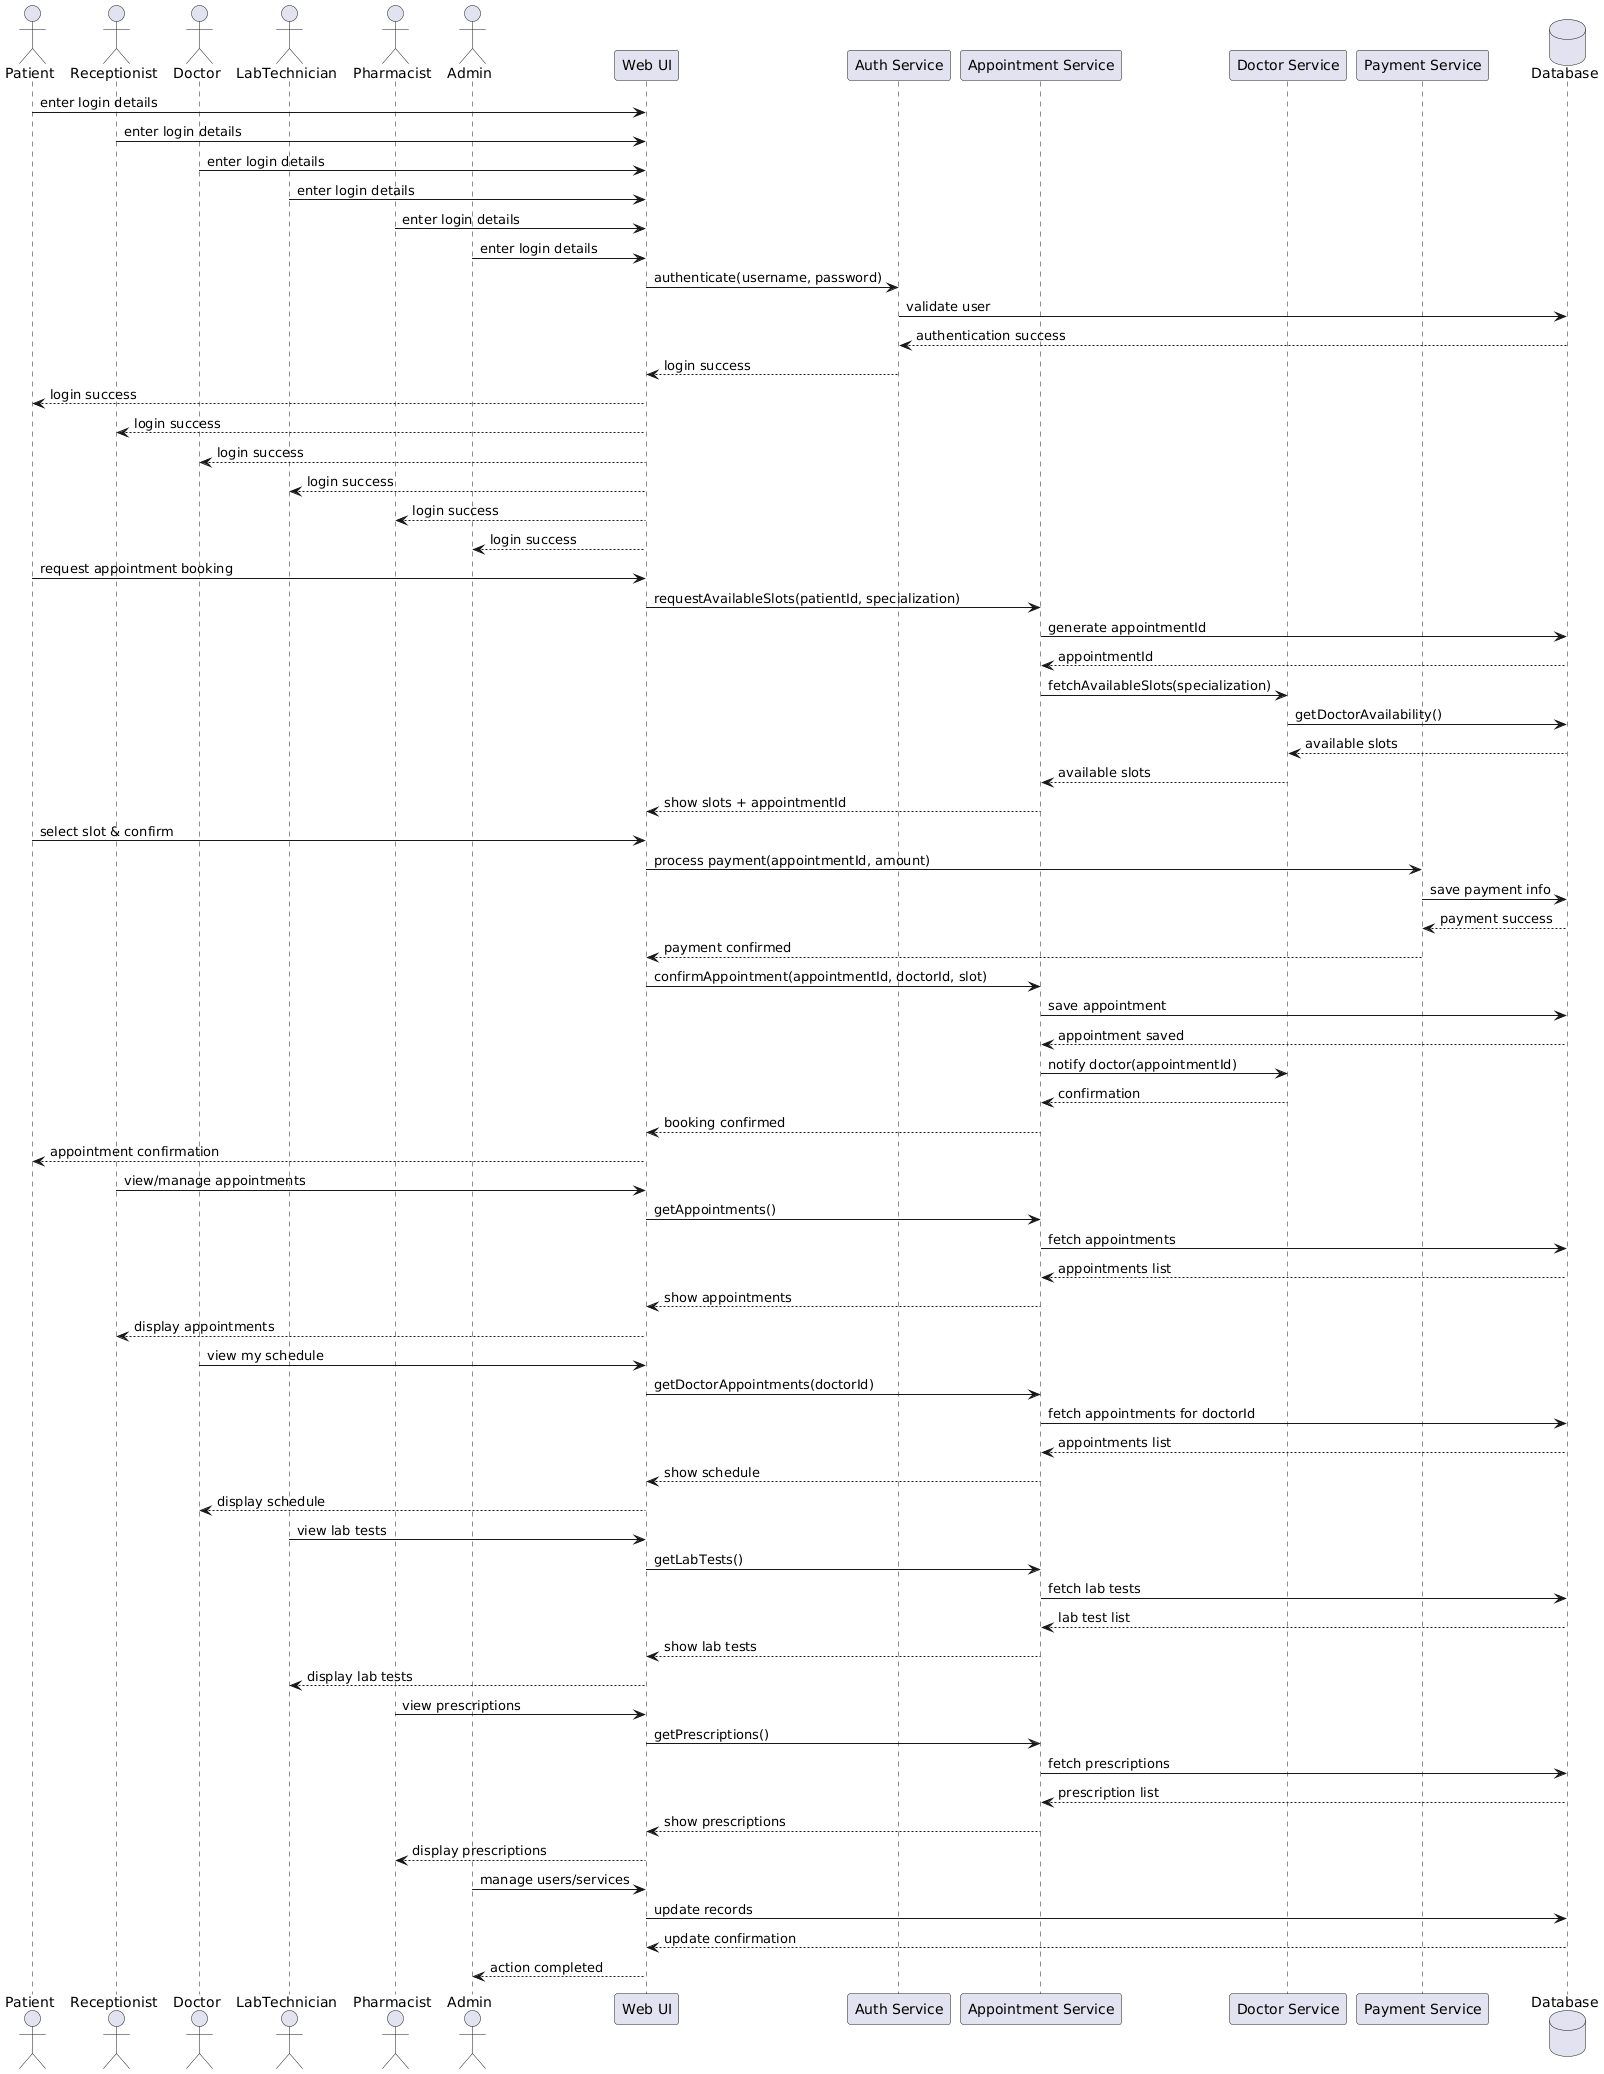 Patient Receptionist Doctor LabTechnician Pharmacist Admin Web UI Auth Service Appointment Service Doctor Service Payment Service Database
enter login details
enter login details
enter login details
enter login details
enter login details
enter login details
authenticate(username, password)
validate user
authentication success
login success
login success
login success
login success
login success
login success
login success
request appointment booking
requestAvailableSlots(patientId, specialization)
generate appointmentId
appointmentId
fetchAvailableSlots(specialization)
getDoctorAvailability()
available slots
available slots
show slots + appointmentId
select slot & confirm
process payment(appointmentId, amount)
save payment info
payment success
payment confirmed
confirmAppointment(appointmentId, doctorId, slot)
save appointment
appointment saved
notify doctor(appointmentId)
confirmation
booking confirmed
appointment confirmation
view/manage appointments
getAppointments()
fetch appointments
appointments list
show appointments
display appointments
view my schedule
getDoctorAppointments(doctorId)
fetch appointments for doctorId
appointments list
show schedule
display schedule
view lab tests
getLabTests()
fetch lab tests
lab test list
show lab tests
display lab tests
view prescriptions
getPrescriptions()
fetch prescriptions
prescription list
show prescriptions
display prescriptions
manage users/services
update records
update confirmation
action completed
Patient Receptionist Doctor LabTechnician Pharmacist Admin Web UI Auth Service Appointment Service Doctor Service Payment Service Database